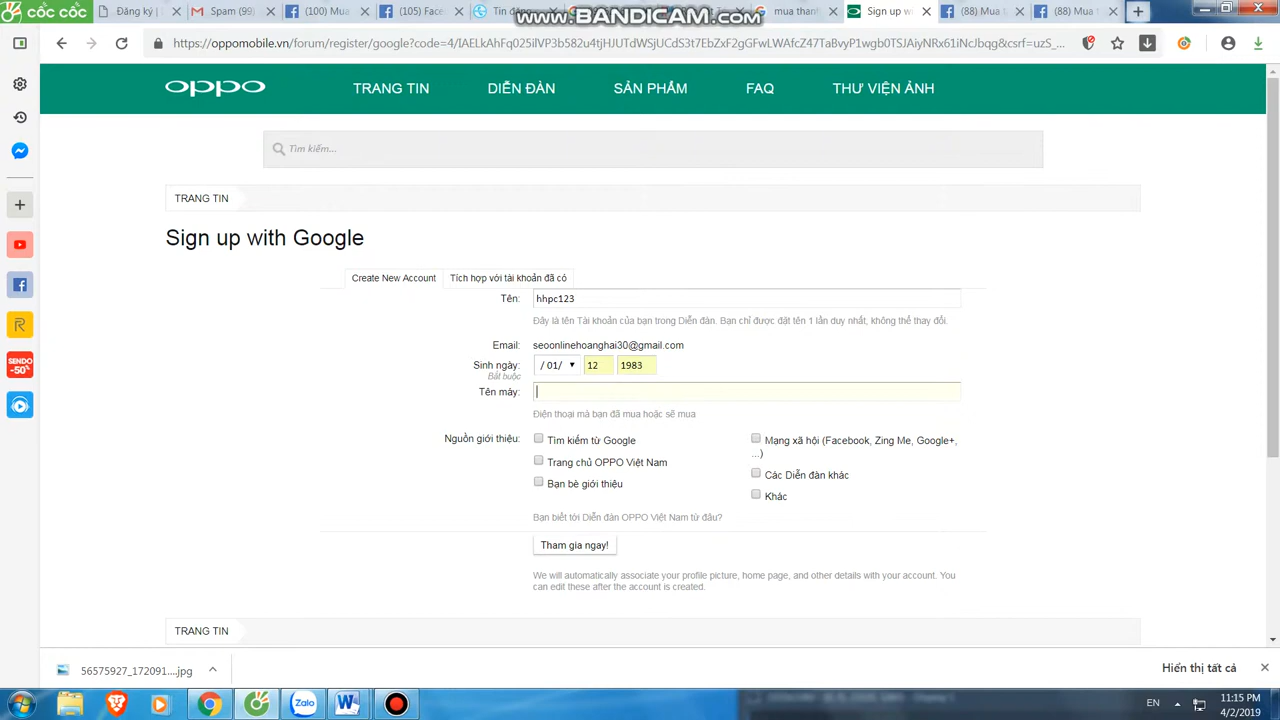 Đăng ký |
Spam (99)
(100) Mua
(105) Face
Tin đăng
www.BANDICAM.com
mua thanh
Sign up wi
(88) Mua t
(88) Mua t
cốc cốc
https://oppomobile.vn/forum/register/google?code=
oppo
TRANG TIN
DIỄN ĐÀN
SẢN PHẨM
FAQ
THƯ VIỆN ẢNH
Tìm kiếm...
TRANG TIN
Sign up with Google
Create New Account
Tích hợp với tài khoản đã có
Tên: hhpc123
Đây là tên Tài khoản của bạn trong Diễn đàn. Bạn chỉ được đặt tên 1 lần duy nhất, không thể thay đổi.
Email: seoonlinehoanghai30@gmail.com
Sinh ngày: / 01/ 12 1983
Bắt buộc
Tên máy:
Điện thoại mà bạn đã mua hoặc sẽ mua
Nguồn giới thiệu:
Tìm kiếm từ Google
Trang chủ OPPO Việt Nam
Bạn bè giới thiệu
Mạng xã hội (Facebook, Zing Me, Google+,
...)
Các Diễn đàn khác
Khác
Bạn biết tới Diễn đàn OPPO Việt Nam từ đâu?
Tham gia ngay!
We will automatically associate your profile picture, home page, and other details with your account. You
can edit these after the account is created.
TRANG TIN
SENDO
-50%
56575927_172091....jpg
Hiển thị tất cả
Zalo
EN
11:15 PM
4/2/2019